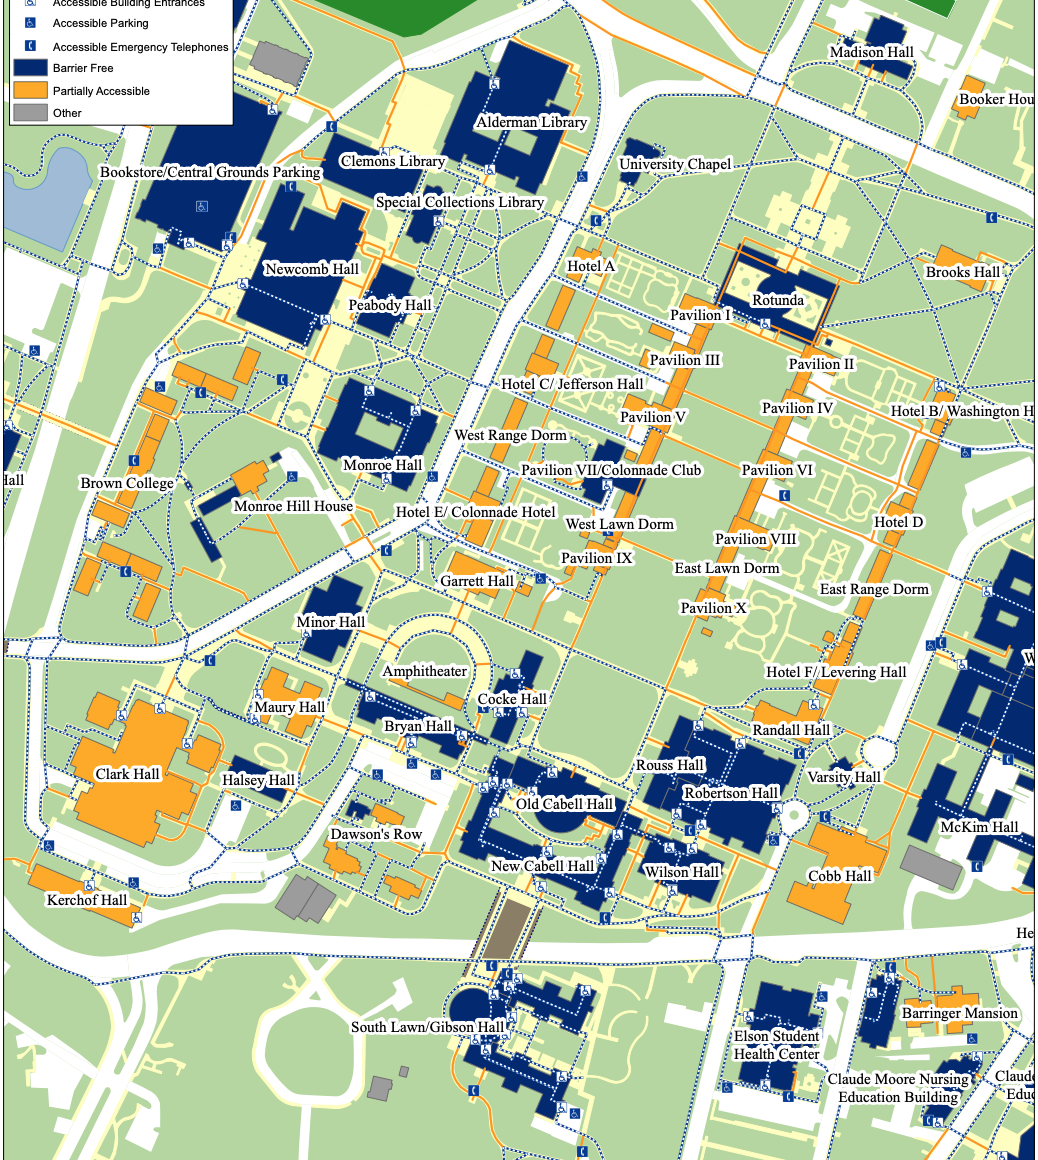 Accessible Building Entrances
Accessible Parking
Accessible Emergency Telephones
Barrier Free
Partially Accessible
Other
Madison Hall
Booker Hou
Alderman Library
Clemons Library
University Chapel
Bookstore/Central Grounds Parking
Special Collections Library
Newcomb Hall
Hotel A
Brooks Hall
Peabody Hall
Rotunda
Pavilion I
Pavilion III
Pavilion II
Hotel C/ Jefferson Hall
Pavilion V
Pavilion IV
Hotel B/ Washington H
West Range Dorm
Monroe Hall
Pavilion VII/Colonnade Club
Pavilion VI
Hall
Brown College
Monroe Hill House
Hotel E/ Colonnade Hotel
West Lawn Dorm
Hotel D
Pavilion VIII
Pavilion IX
East Lawn Dorm
Garrett Hall
East Range Dorm
Pavilion X
Minor Hall
W
Amphitheater
Hotel F/ Levering Hall
Maury Hall
Cocke Hall
Bryan Hall
Randall Hall
Clark Hall
Halsey Hall
Rouss Hall
Varsity Hall
Robertson Hall
Old Cabell Hall
Dawson's Row
McKim Hall
New Cabell Hall
Wilson Hall
Cobb Hall
Kerchof Hall
He
South Lawn/Gibson Hall
Barringer Mansion
Elson Student
Health Center
Claude Moore Nursing
Education Building
Claude
Educ